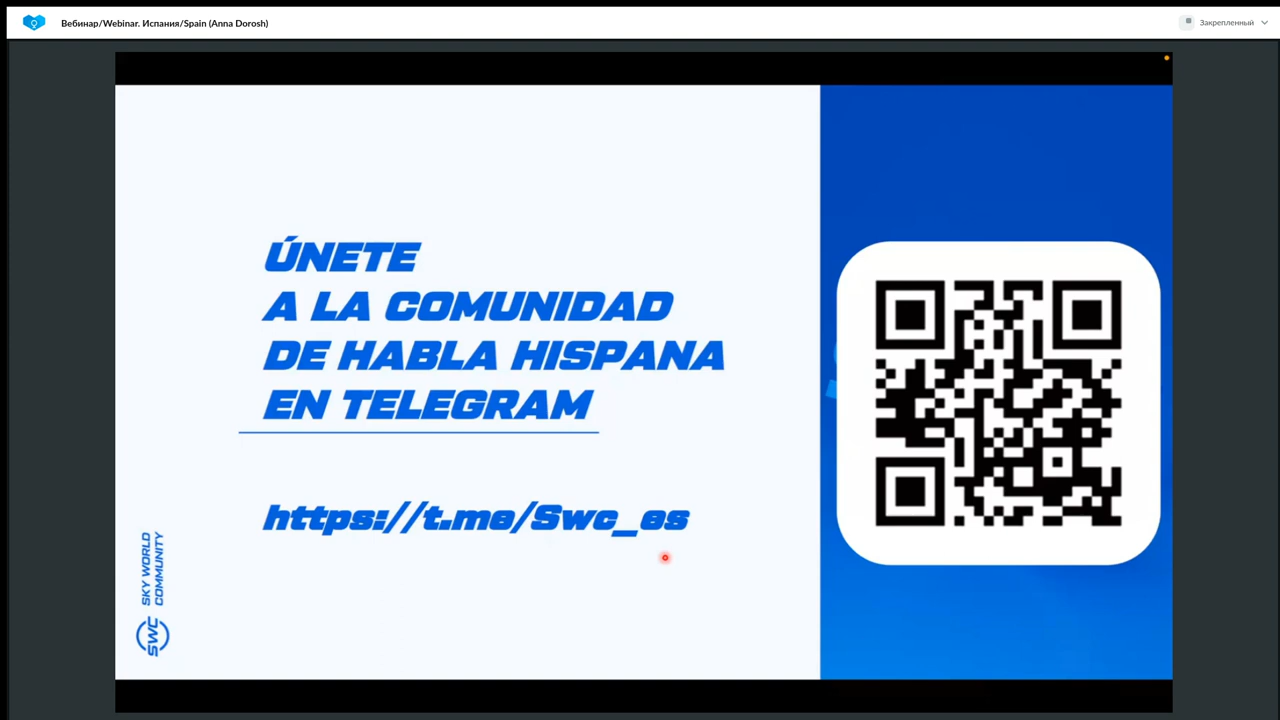 Вебинар/Webinar. Испания/Spain (Anna Dorosh)
Закрепленный
ÚNETE
A LA COMUNIDAD
DE HABLA HISPANA
EN TELEGRAM
https://t.me/Swc_es
SKY WORLD
COMMUNITY
SWC